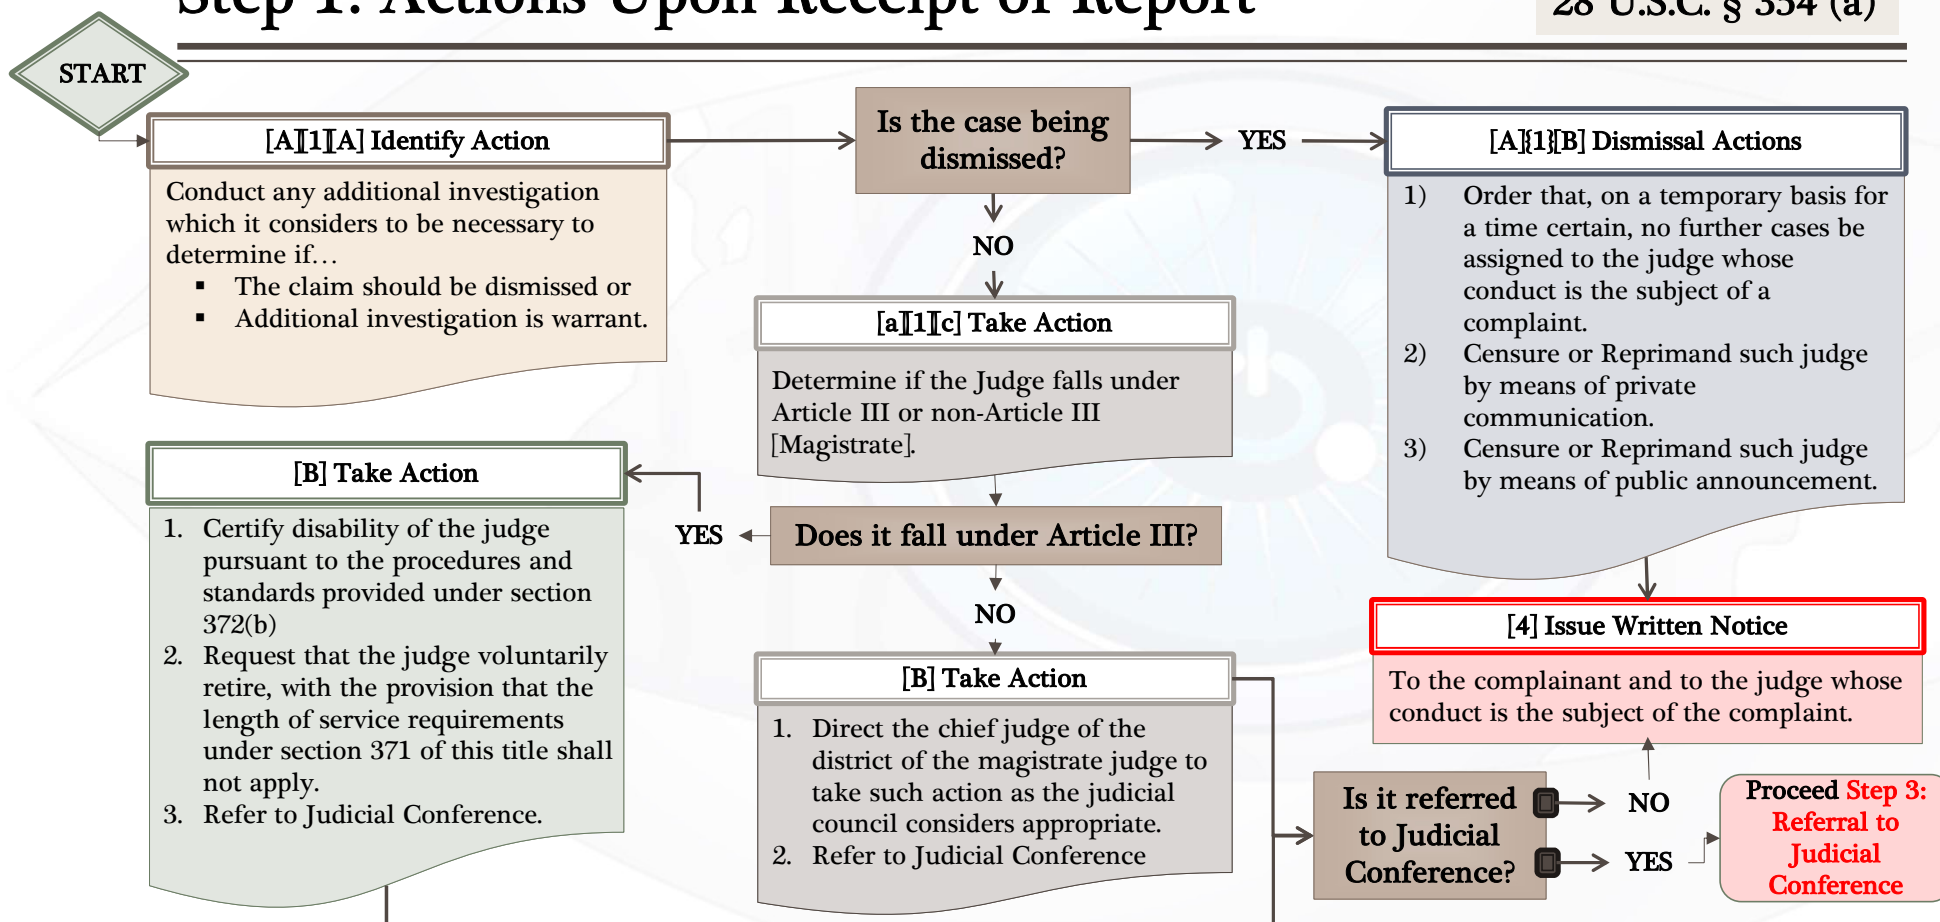 Step 1: Actions Upon Receipt of Report
28 U.S.C. § 354 (a)
START
[A][1][A] Identify Action
Conduct any additional investigation
which it considers to be necessary to
determine if…
▪ The claim should be dismissed or
▪ Additional investigation is warrant.
Is the case being
dismissed?
YES
NO
[A]{1}[B] Dismissal Actions
1) Order that, on a temporary basis for
a time certain, no further cases be
assigned to the judge whose
conduct is the subject of a
complaint.
2) Censure or Reprimand such judge
by means of private
communication.
3) Censure or Reprimand such judge
by means of public announcement.
[a][1][c] Take Action
Determine if the Judge falls under
Article III or non-Article III
[Magistrate].
Does it fall under Article III?
YES
NO
[B] Take Action
1. Certify disability of the judge
pursuant to the procedures and
standards provided under section
372(b)
2. Request that the judge voluntarily
retire, with the provision that the
length of service requirements
under section 371 of this title shall
not apply.
3. Refer to Judicial Conference.
[B] Take Action
1. Direct the chief judge of the
district of the magistrate judge to
take such action as the judicial
council considers appropriate.
2. Refer to Judicial Conference
[4] Issue Written Notice
To the complainant and to the judge whose
conduct is the subject of the complaint.
Is it referred
to Judicial
Conference?
NO
YES
Proceed Step 3:
Referral to
Judicial
Conference